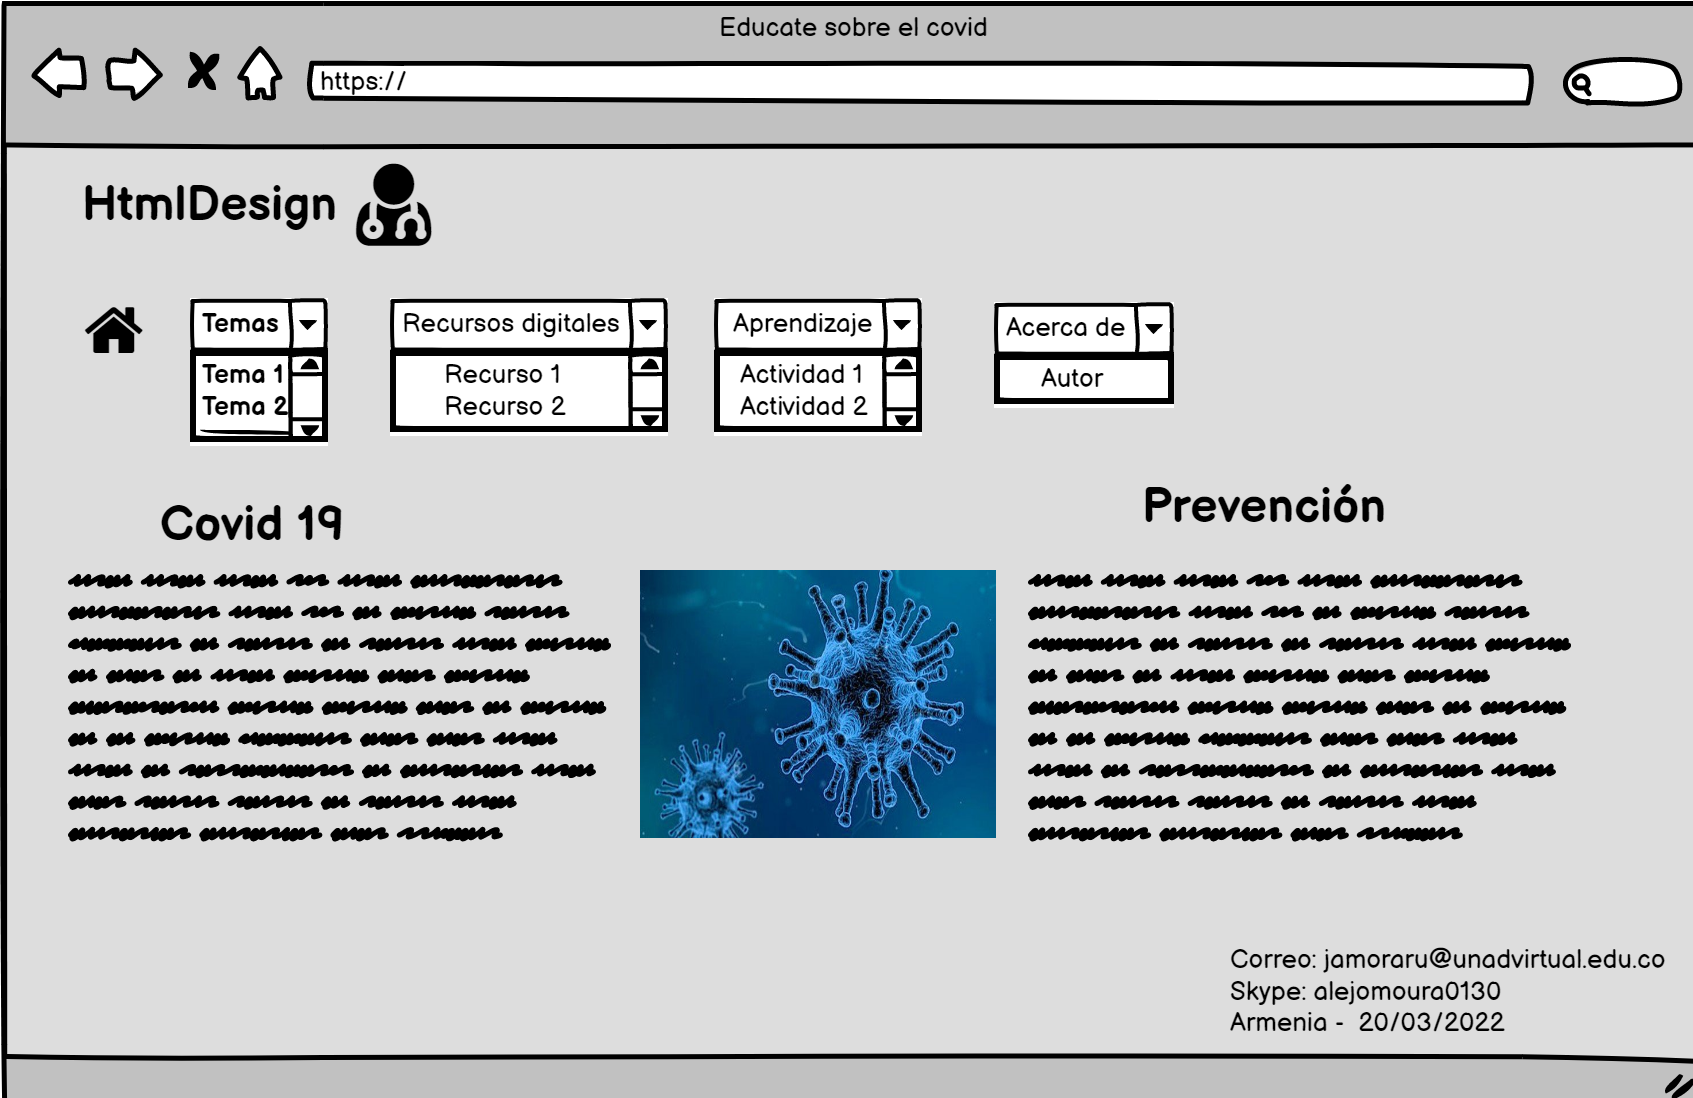 Educate sobre el covid
https://
HtmlDesign
Temas
Tema 1
Tema 2
Recursos digitales
Recurso 1
Recurso 2
Aprendizaje
Actividad 1
Actividad 2
Acerca de
Autor
Covid 19
Prevención
Correo: jamoraru@unadvirtual.edu.co
Skype: alejomoura0130
Armenia -  20/03/2022